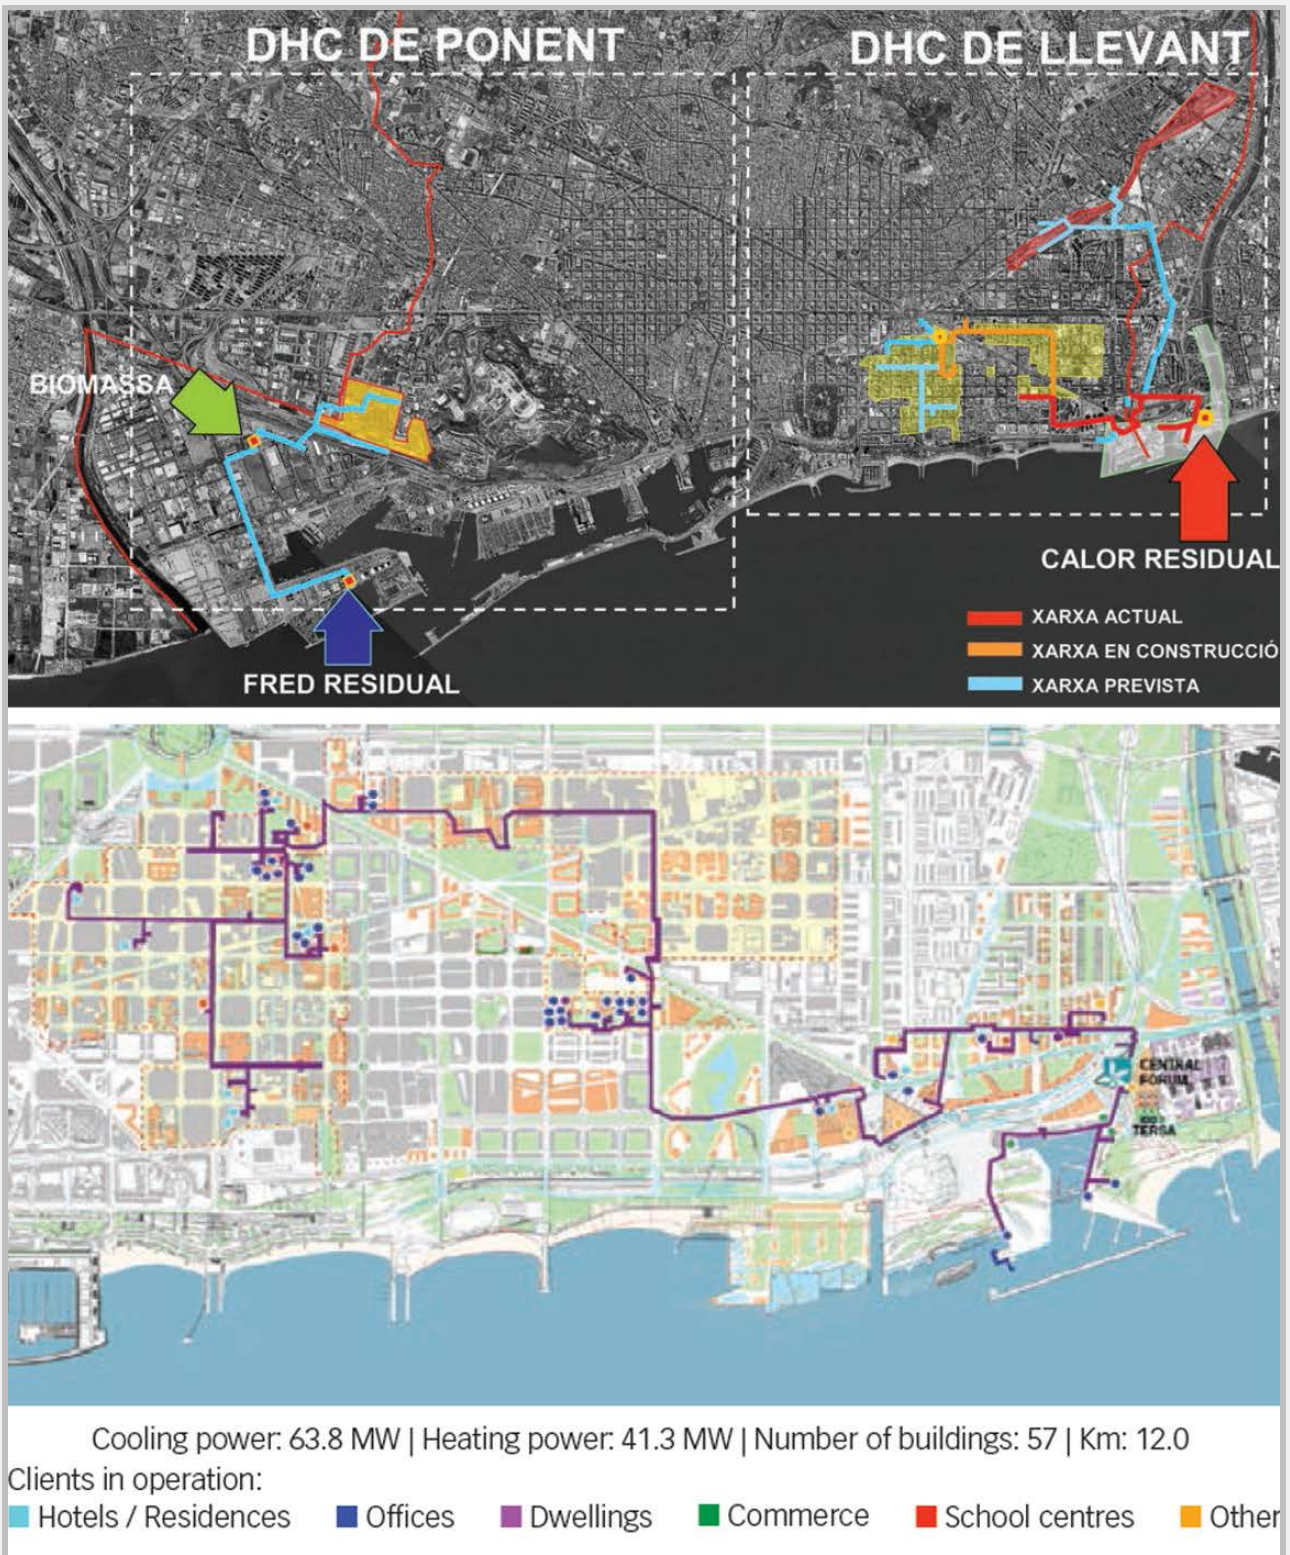 DHC DE PONENT
DHC DE LLEVANT
BIOMASSA
CALOR RESIDUAL
FRED RESIDUAL
XARXA ACTUAL
XARXA EN CONSTRUCCIÓ
XARXA PREVISTA
CENTRAL
FORUM
TERSA
Cooling power: 63.8 MW | Heating power: 41.3 MW | Number of buildings: 57 | Km: 12.0
Clients in operation:
Hotels / Residences Offices Dwellings Commerce School centres Other